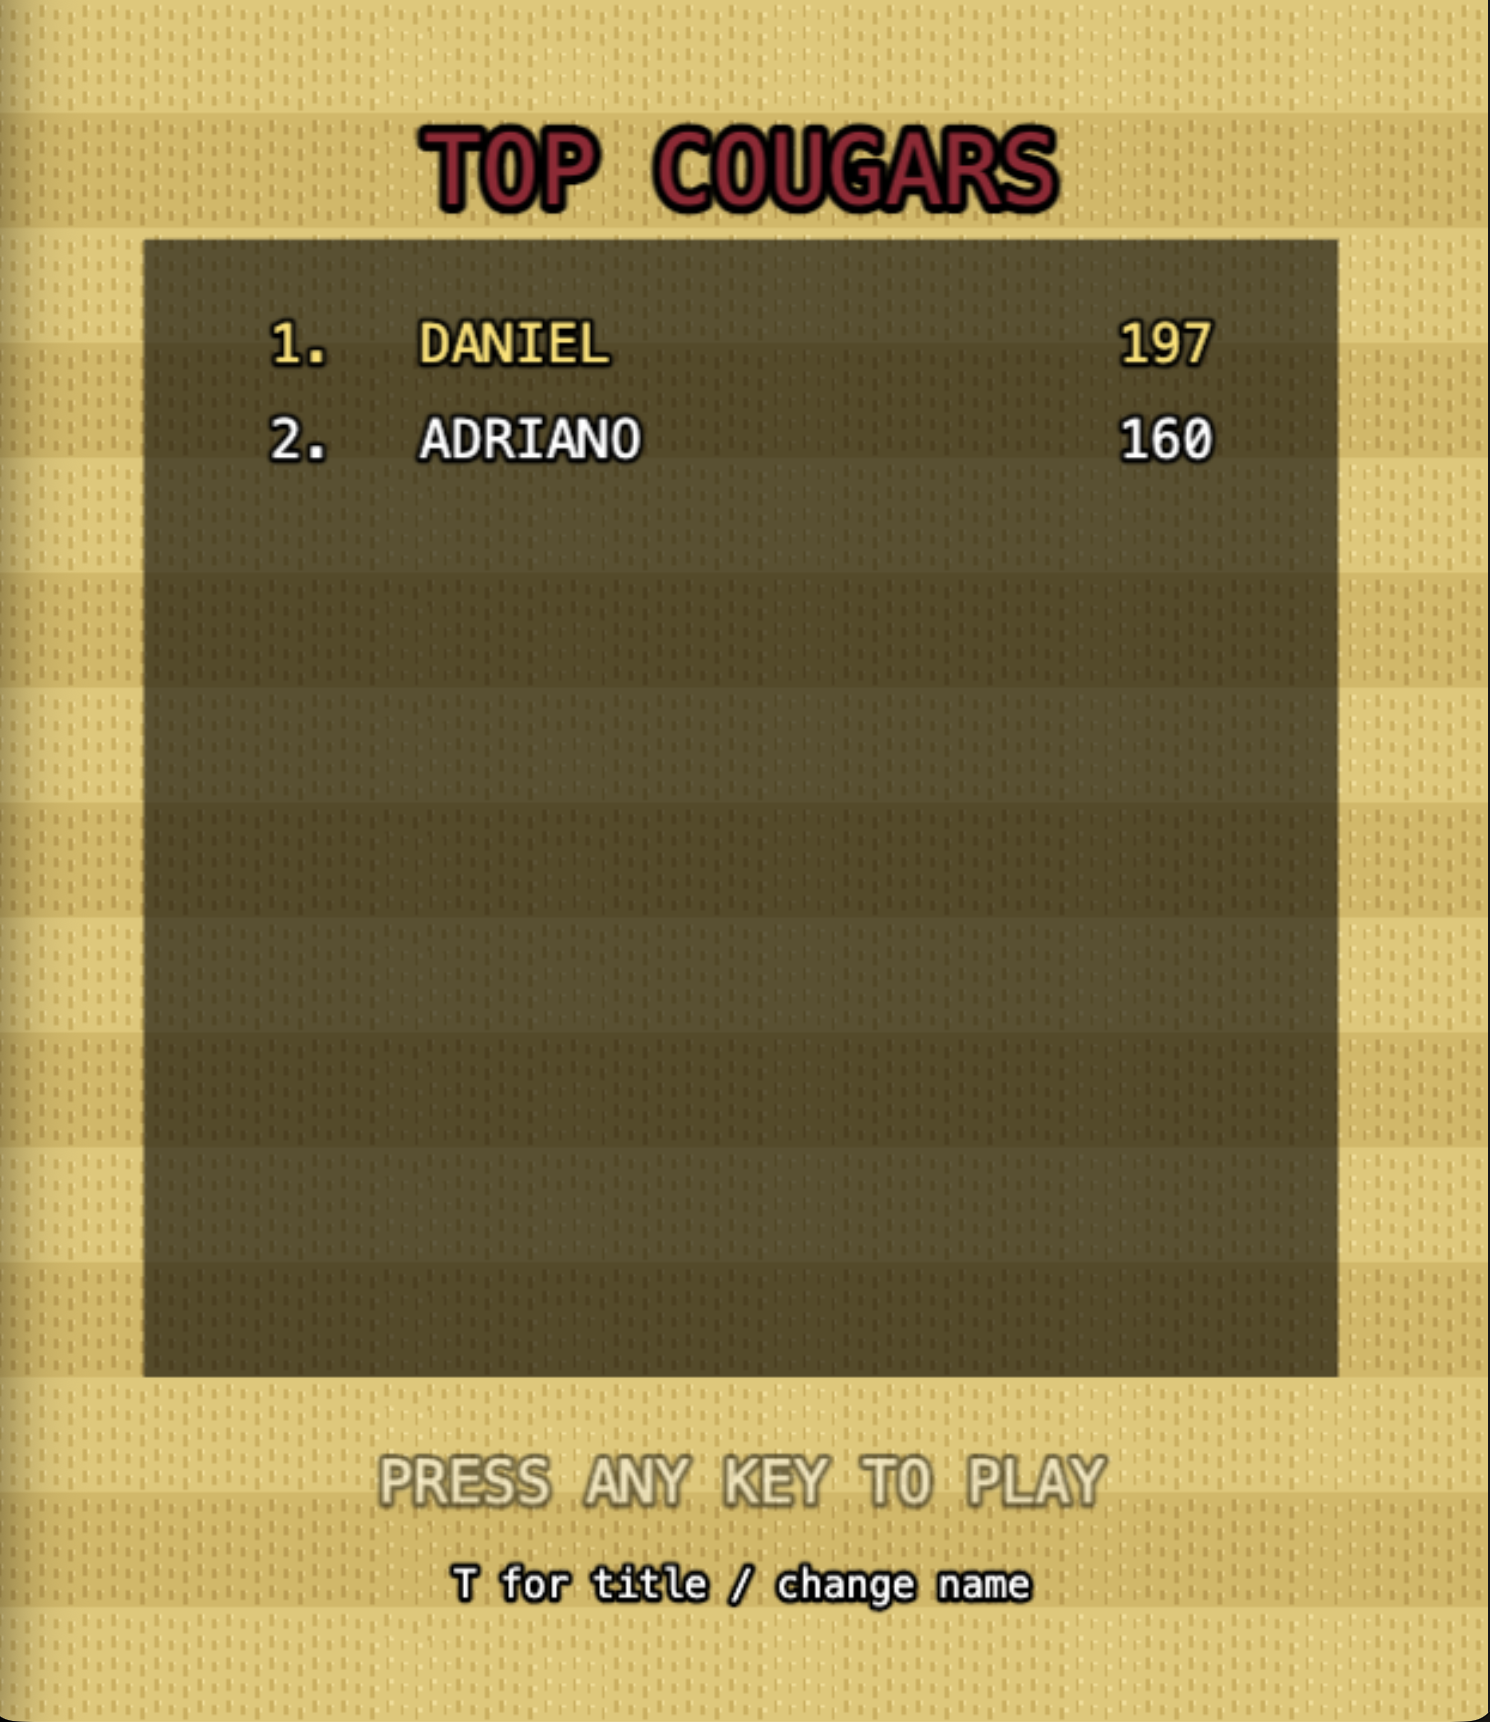 TOP COUGARS
1. DANIEL 197
2. ADRIANO 160
PRESS ANY KEY TO PLAY
T for title / change name